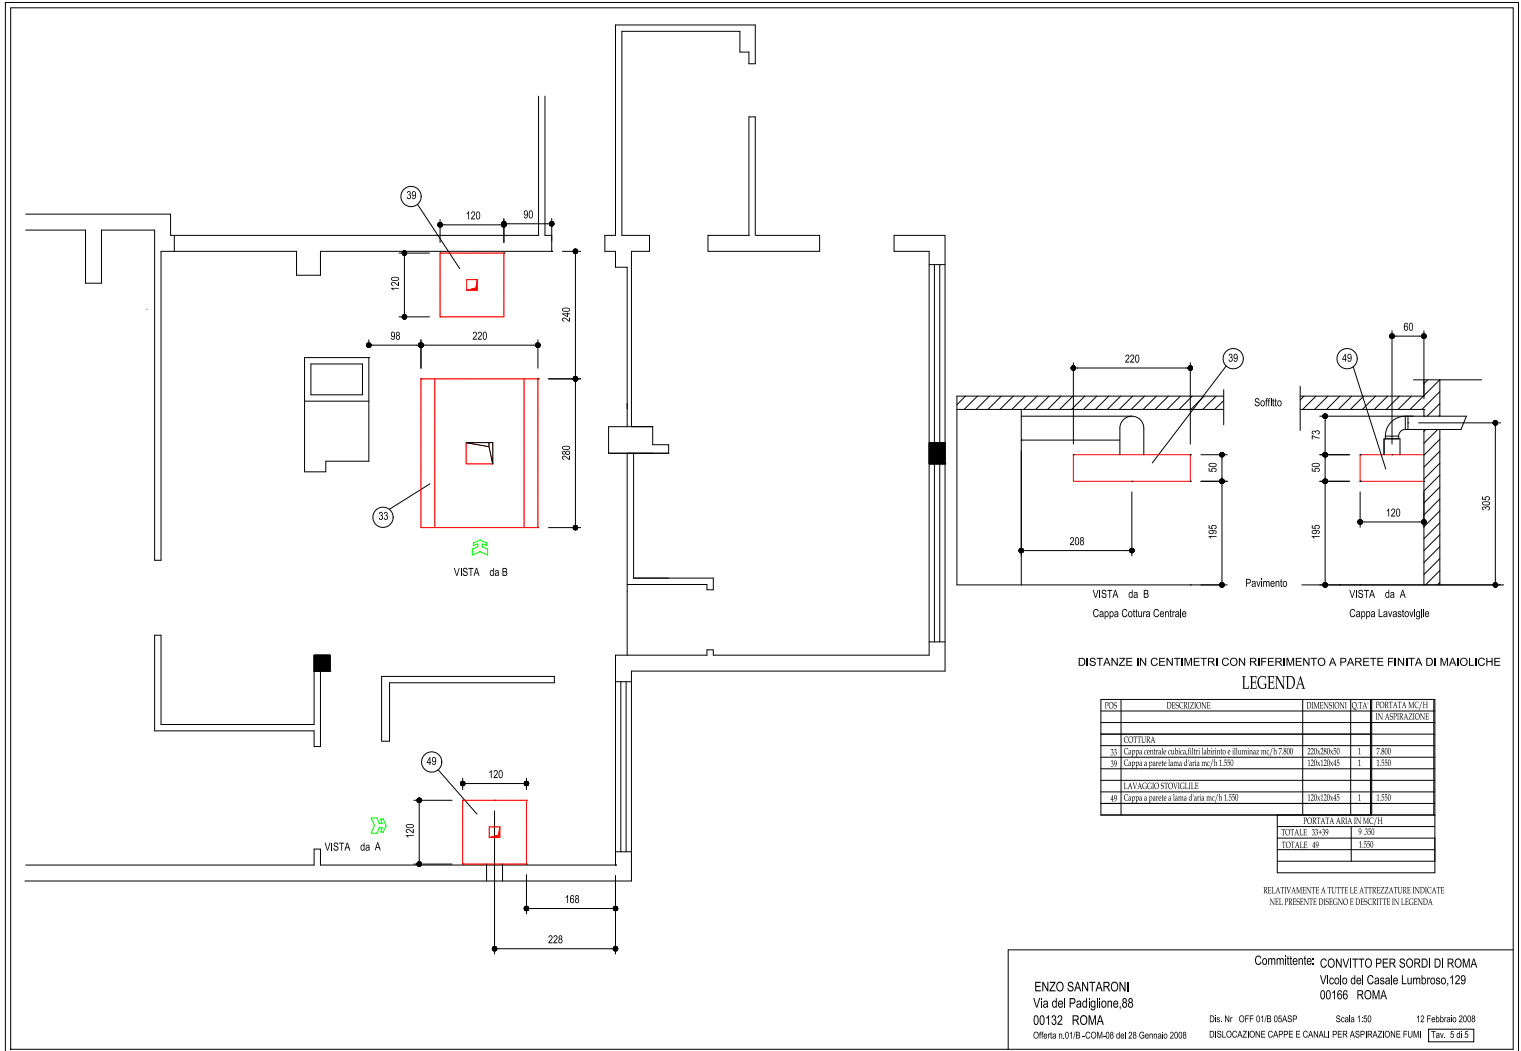 39
120
90
120
240
98
220
280
33
VISTA da B
49
120
120
VISTA da A
168
228
220
39
Soffitto
50
195
208
Pavimento
VISTA da B
Cappa Cottura Centrale
60
49
73
50
195
120
305
VISTA da A
Cappa Lavastoviglie
DISTANZE IN CENTIMETRI CON RIFERIMENTO A PARETE FINITA DI MAIOLICHE
LEGENDA
POS DESCRIZIONE DIMENSIONI Q.TA' PORTATA MC/H
IN ASPIRAZIONE
COTTURA
33 Cappa centrale cubica,filtri labirinto e illuminaz mc/h 7.800 220x280x50 1 7.800
39 Cappa a parete lama d'aria mc/h 1.550 120x120x45 1 1.550
LAVAGGIO STOVIGLILE
49 Cappa a parete a lama d'aria mc/h 1.550 120x120x45 1 1.550
PORTATA ARIA IN MC/H
TOTALE 33+39 9.350
TOTALE 49 1.550
RELATIVAMENTE A TUTTE LE ATTREZZATURE INDICATE
NEL PRESENTE DISEGNO E DESCRITTE IN LEGENDA
Committente: CONVITTO PER SORDI DI ROMA
Vicolo del Casale Lumbroso,129
00166 ROMA
ENZO SANTARONI
Via del Padiglione,88
00132 ROMA
Offerta n.01/B -COM-08 del 28 Gennaio 2008
Dis. Nr OFF 01/B 05ASP Scala 1:50 12 Febbraio 2008
DISLOCAZIONE CAPPE E CANALI PER ASPIRAZIONE FUMI Tav. 5 di 5